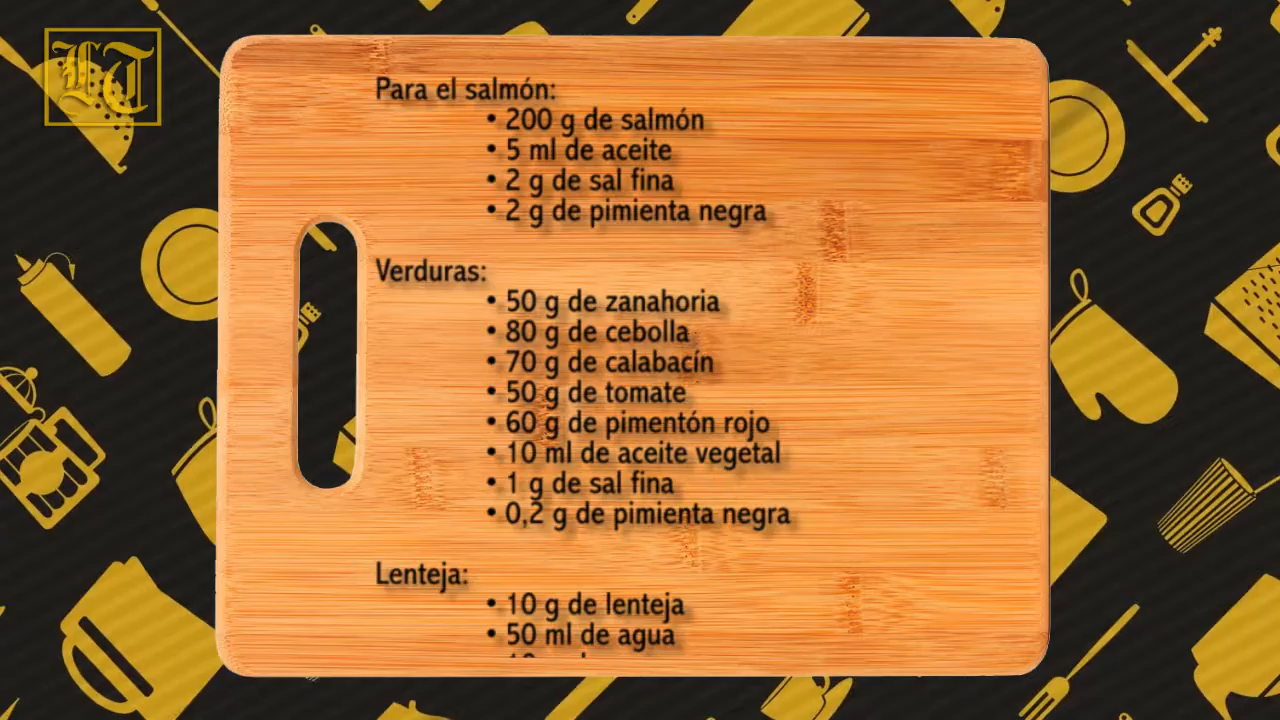 LT
Para el salmón:
• 200 g de salmón
• 5 ml de aceite
• 2 g de sal fina
• 2 g de pimienta negra
Verduras:
• 50 g de zanahoria
• 80 g de cebolla
• 70 g de calabacín
• 50 g de tomate
• 60 g de pimentón rojo
• 10 ml de aceite vegetal
• 1 g de sal fina
• 0,2 g de pimienta negra
Lenteja:
• 10 g de lenteja
• 50 ml de agua